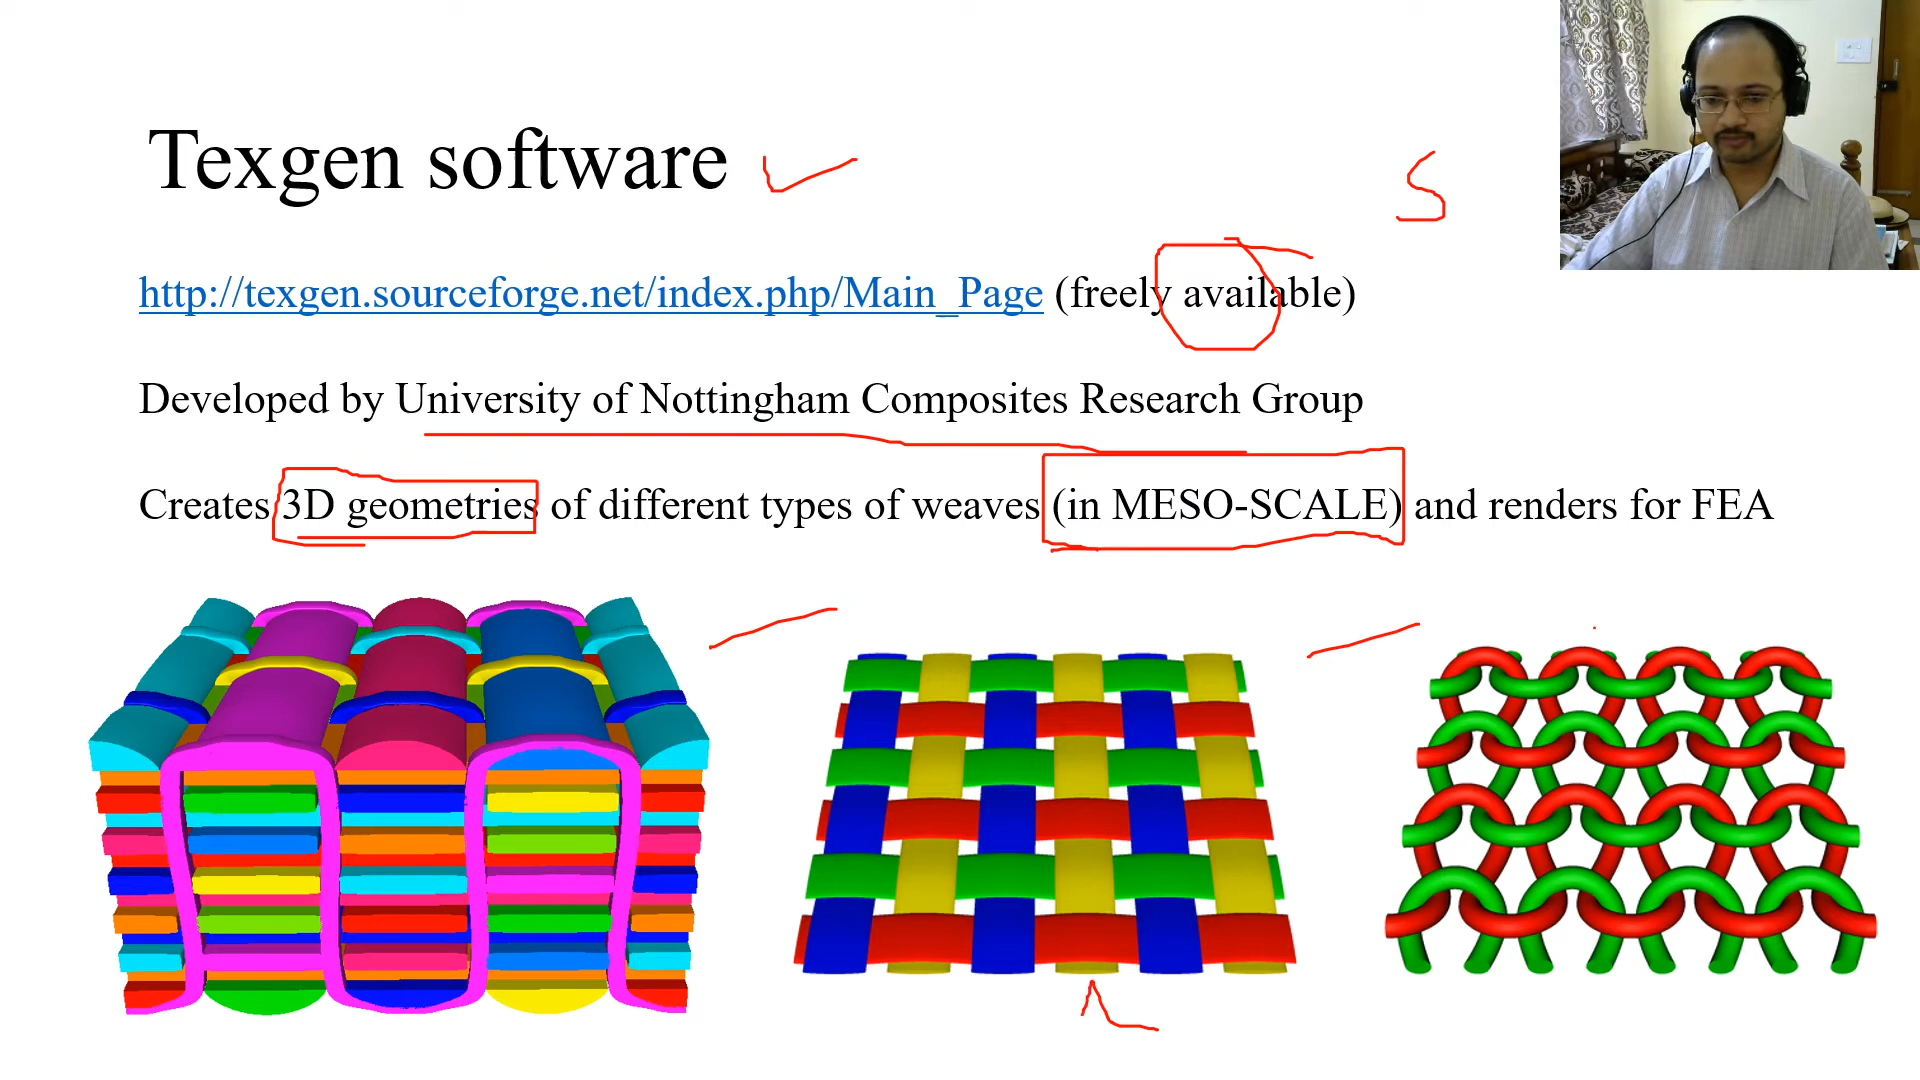 Texgen software
S
http://texgen.sourceforge.net/index.php/Main_Page (freely available)
Developed by University of Nottingham Composites Research Group
Creates 3D geometries of different types of weaves (in MESO-SCALE) and renders for FEA